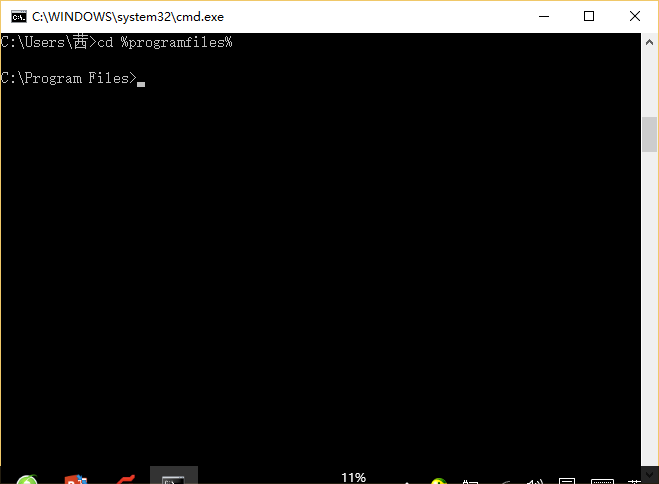 C:\WINDOWS\system32\cmd.exe
C:\Users\茜>cd %programfiles%
C:\Program Files>
11%